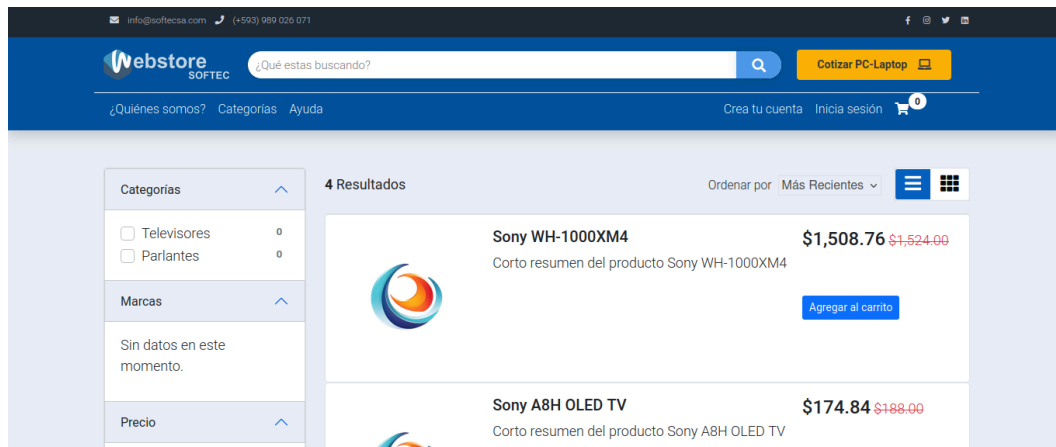 info@softecsa.com (+593) 989 026 071
Webstore
SOFTEC
¿Qué estas buscando?
Cotizar PC-Laptop
¿Quiénes somos? Categorías Ayuda
Crea tu cuenta Inicia sesión 0
Categorías
Televisores 0
Parlantes 0
Marcas
Sin datos en este
momento.
Precio
4 Resultados
Ordenar por Más Recientes
Sony WH-1000XM4
Corto resumen del producto Sony WH-1000XM4
$1,508.76 $1,524.00
Agregar al carrito
Sony A8H OLED TV
Corto resumen del producto Sony A8H OLED TV
$174.84 $188.00